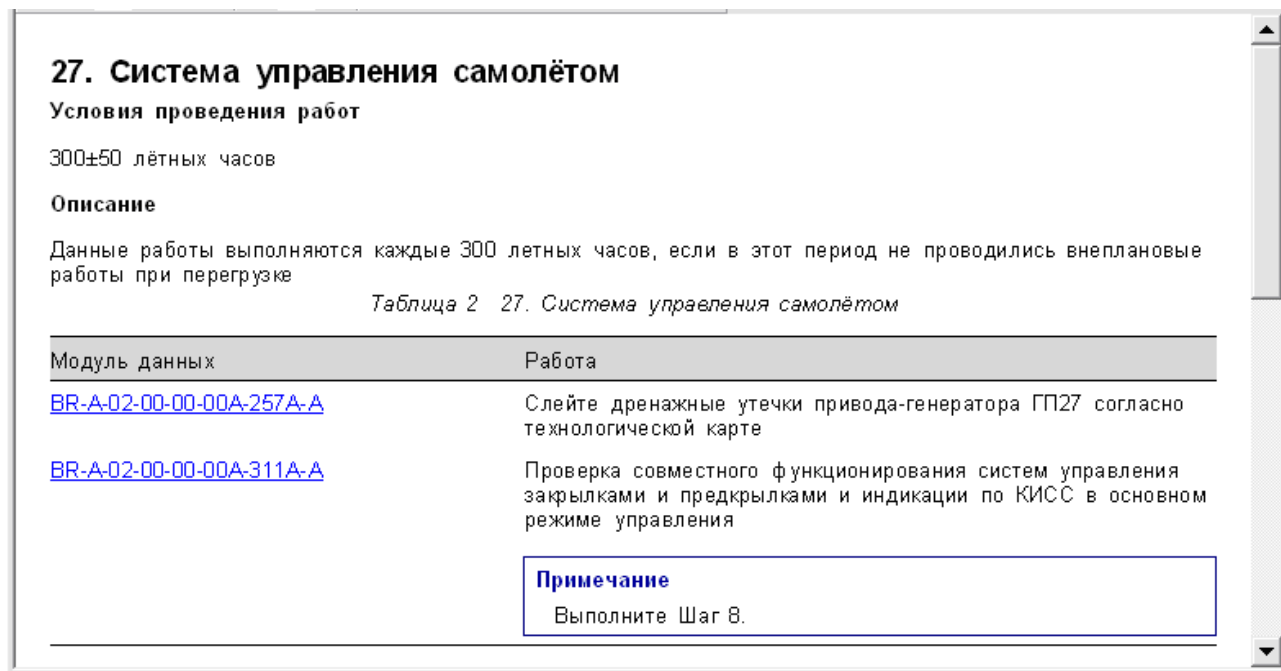 27. Система управления самолётом
Условия проведения работ
300±50 лётных часов
Описание
Данные работы выполняются каждые 300 летных часов, если в этот период не проводились внеплановые
работы при перегрузке
Таблица 2 27. Система управления самолётом
Модуль данных Работа
BR-A-02-00-00-00A-257A-A Слейте дренажные утечки привода-генератора ГП27 согласно
технологической карте
BR-A-02-00-00-00A-311A-A Проверка совместного функционирования систем управления
закрылками и предкрылками и индикации по КИСС в основном
режиме управления
Примечание
Выполните Шаг 8.